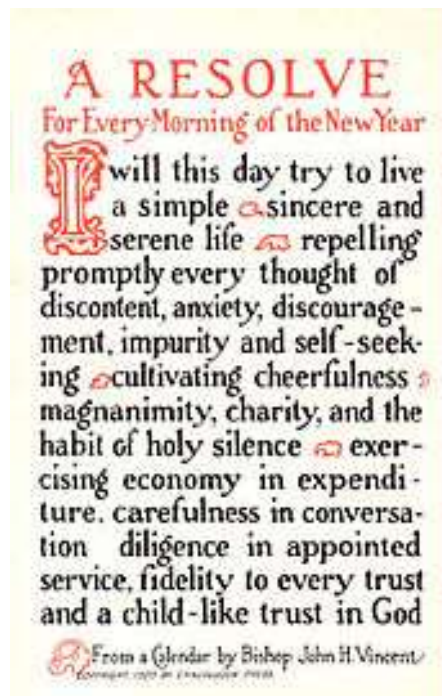 A RESOLVE
For Every Morning of the New Year
I will this day try to live
a simple sincere and
serene life repelling
promptly every thought of
discontent, anxiety, discourage-
ment, impurity and self-seek-
ing cultivating cheerfulness
magnanimity, charity, and the
habit of holy silence exer-
cising economy in expendi-
ture. carefulness in conversa-
tion diligence in appointed
service, fidelity to every trust
and a child-like trust in God
From a Calendar by Bishop John H. Vincent